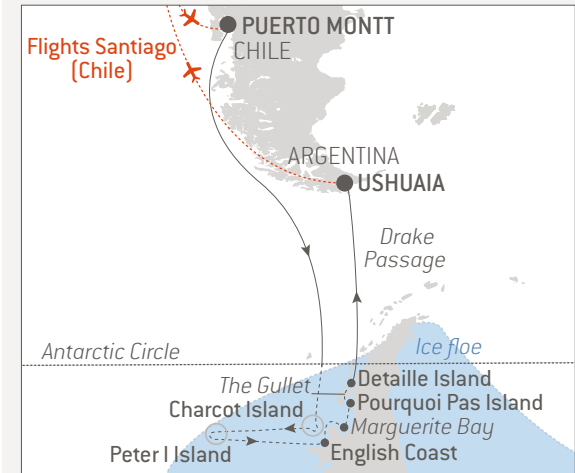 PUERTO MONTT
CHILE
Flights Santiago
(Chile)
ARGENTINA
USHUAIA
Drake
Passage
Antarctic Circle
Ice floe
The Gullet
Detaille Island
Charcot Island
Pourquoi Pas Island
Marguerite Bay
Peter I Island
English Coast